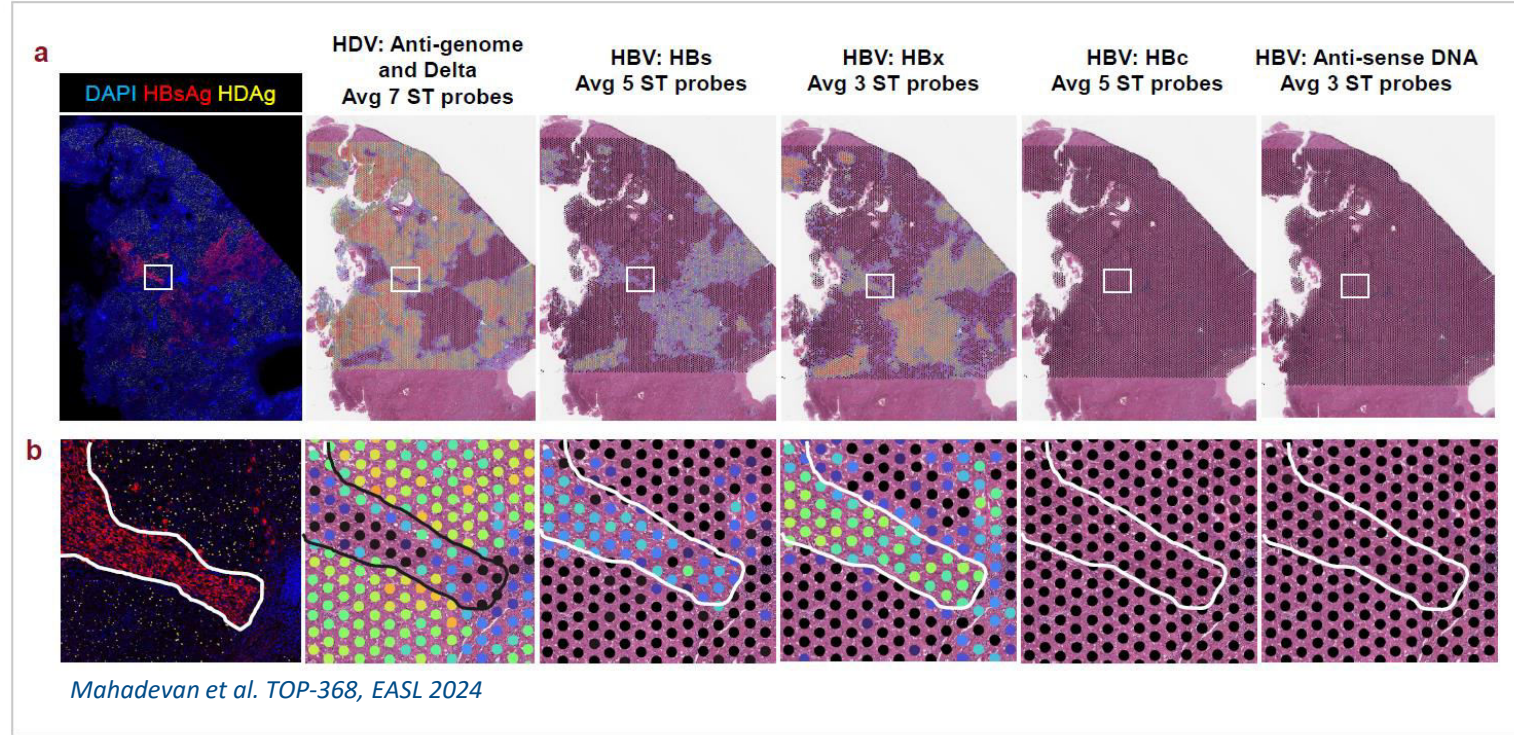 a
DAPI HBsAg HDAg
HDV: Anti-genome
and Delta
Avg 7 ST probes
HBV: HBs
Avg 5 ST probes
HBV: HBx
Avg 3 ST probes
HBV: HBc
Avg 5 ST probes
HBV: Anti-sense DNA
Avg 3 ST probes
b
Mahadevan et al. TOP-368, EASL 2024